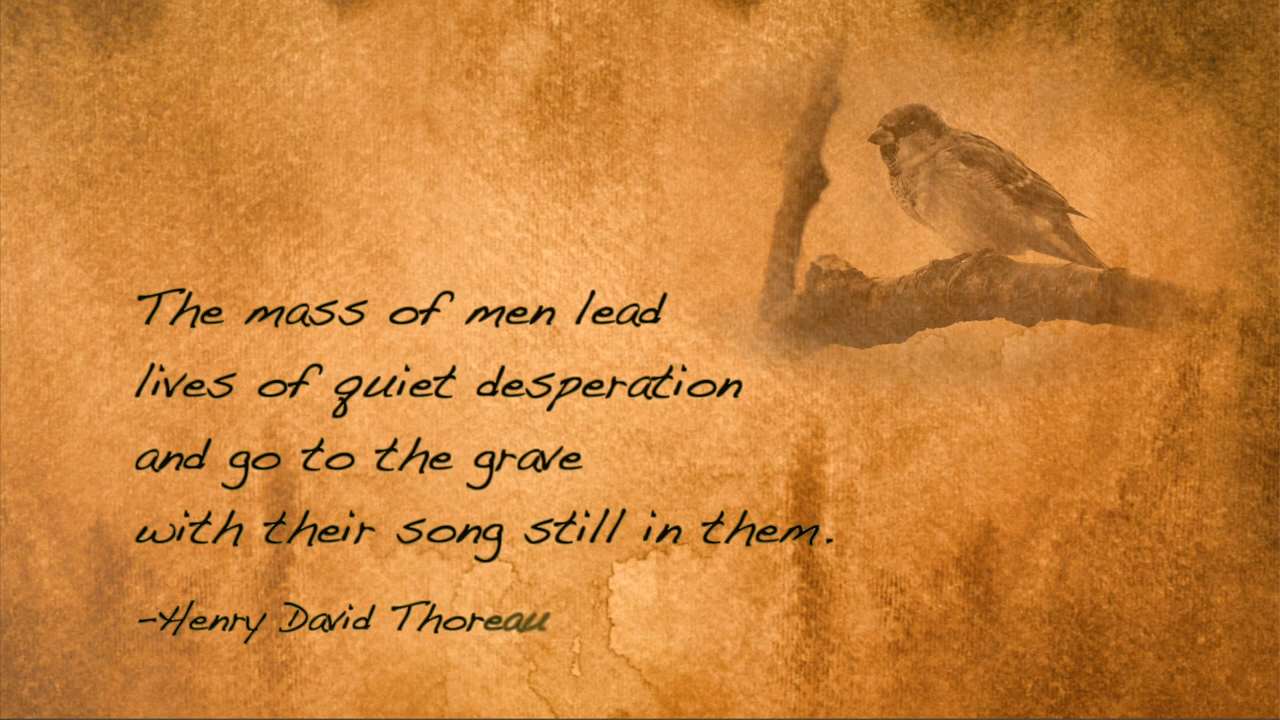 The mass of men lead
lives of quiet desperation
and go to the grave
with their song still in them.
-Henry David Thoreau